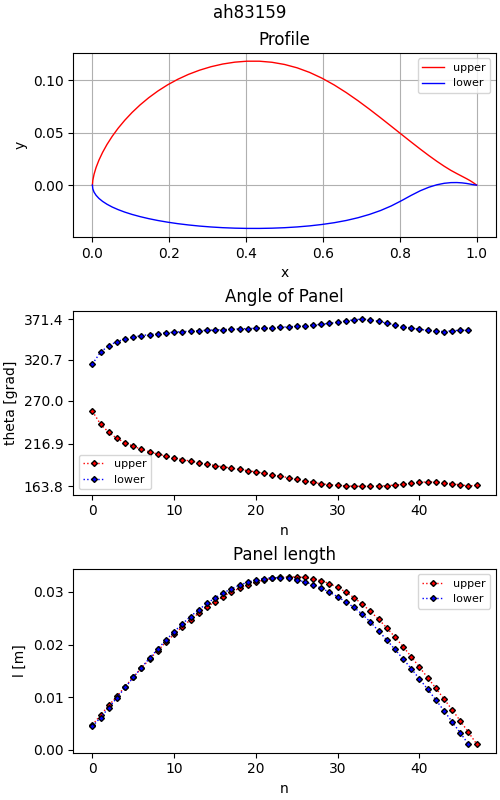 ah83159
Profile
0.10
0.05
0.00
y
upper
lower
0.0 0.2 0.4 0.6 0.8 1.0
x
Angle of Panel
371.4
320.7
270.0
216.9
163.8
theta [grad]
upper
lower
0 10 20 30 40
n
Panel length
0.03
0.02
0.01
0.00
l [m]
upper
lower
0 10 20 30 40
n